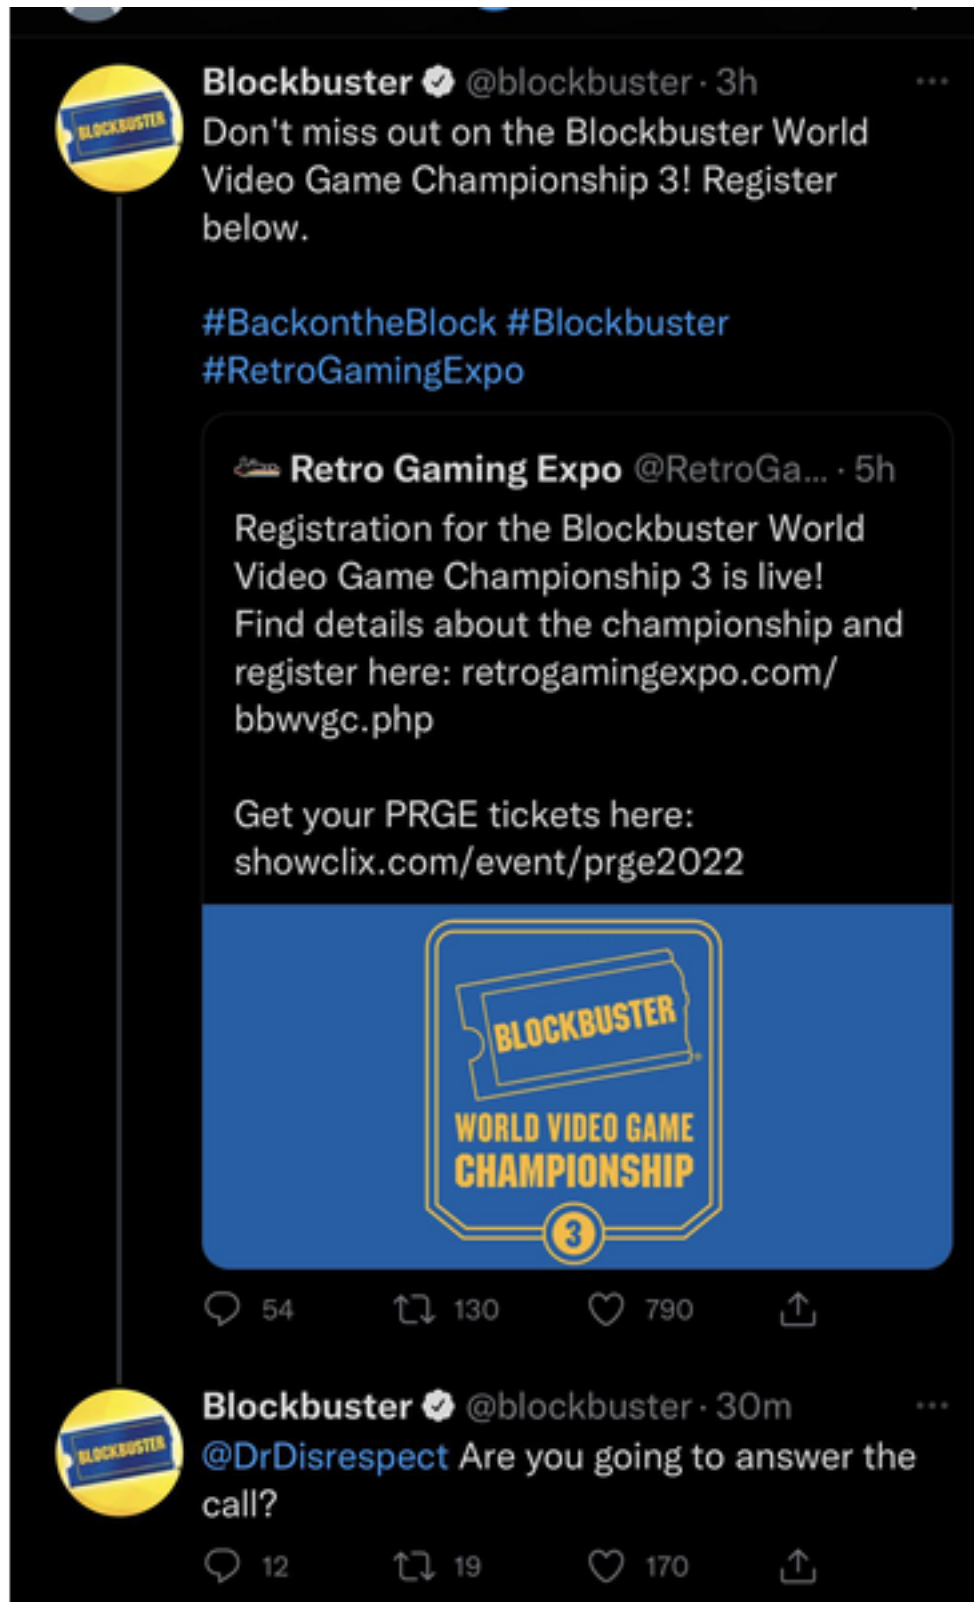 Blockbuster @blockbuster · 3h
Don't miss out on the Blockbuster World
Video Game Championship 3! Register
below.
#BackontheBlock #Blockbuster
#RetroGamingExpo
Retro Gaming Expo @RetroGa... · 5h
Registration for the Blockbuster World
Video Game Championship 3 is live!
Find details about the championship and
register here: retrogamingexpo.com/
bbwvgc.php
Get your PRGE tickets here:
showclix.com/event/prge2022
BLOCKBUSTER
WORLD VIDEO GAME
CHAMPIONSHIP
3
54 130 790
Blockbuster @blockbuster · 30m
@DrDisrespect Are you going to answer the
call?
12 19 170
BLOCKBUSTER
BLOCKBUSTER